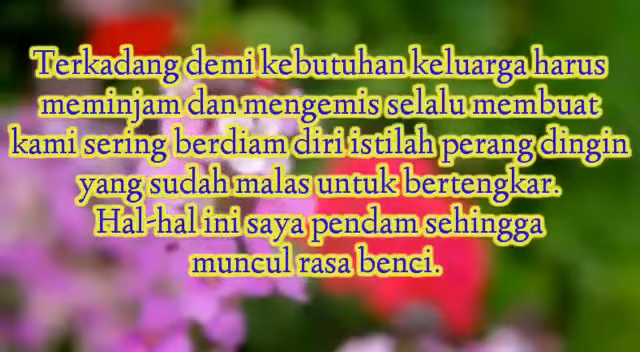 Terkadang demi kebutuhan keluarga harus
meminjam dan mengemis selalu membuat
kami sering berdiam diri istilah perang dingin
yang sudah malas untuk bertengkar.
Hal-hal ini saya pendam sehingga
muncul rasa benci.